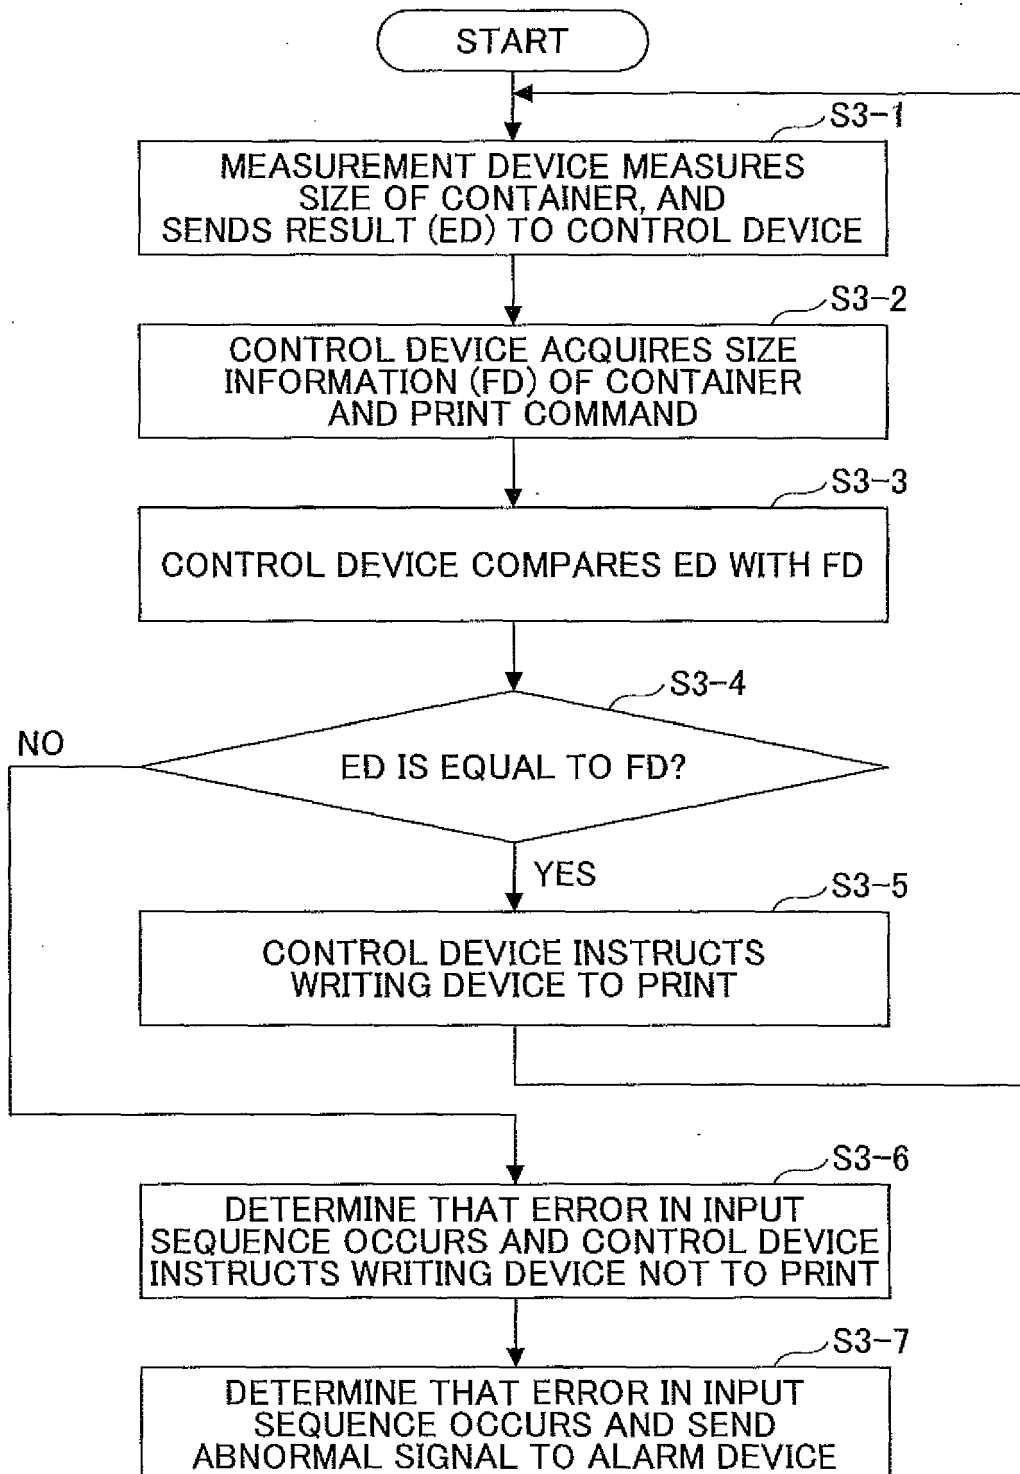 START
S3-1
MEASUREMENT DEVICE MEASURES
SIZE OF CONTAINER, AND
SENDS RESULT (ED) TO CONTROL DEVICE
S3-2
CONTROL DEVICE ACQUIRES SIZE
INFORMATION (FD) OF CONTAINER
AND PRINT COMMAND
S3-3
CONTROL DEVICE COMPARES ED WITH FD
S3-4
NO
ED IS EQUAL TO FD?
YES
S3-5
CONTROL DEVICE INSTRUCTS
WRITING DEVICE TO PRINT
S3-6
DETERMINE THAT ERROR IN INPUT
SEQUENCE OCCURS AND CONTROL DEVICE
INSTRUCTS WRITING DEVICE NOT TO PRINT
S3-7
DETERMINE THAT ERROR IN INPUT
SEQUENCE OCCURS AND SEND
ABNORMAL SIGNAL TO ALARM DEVICE